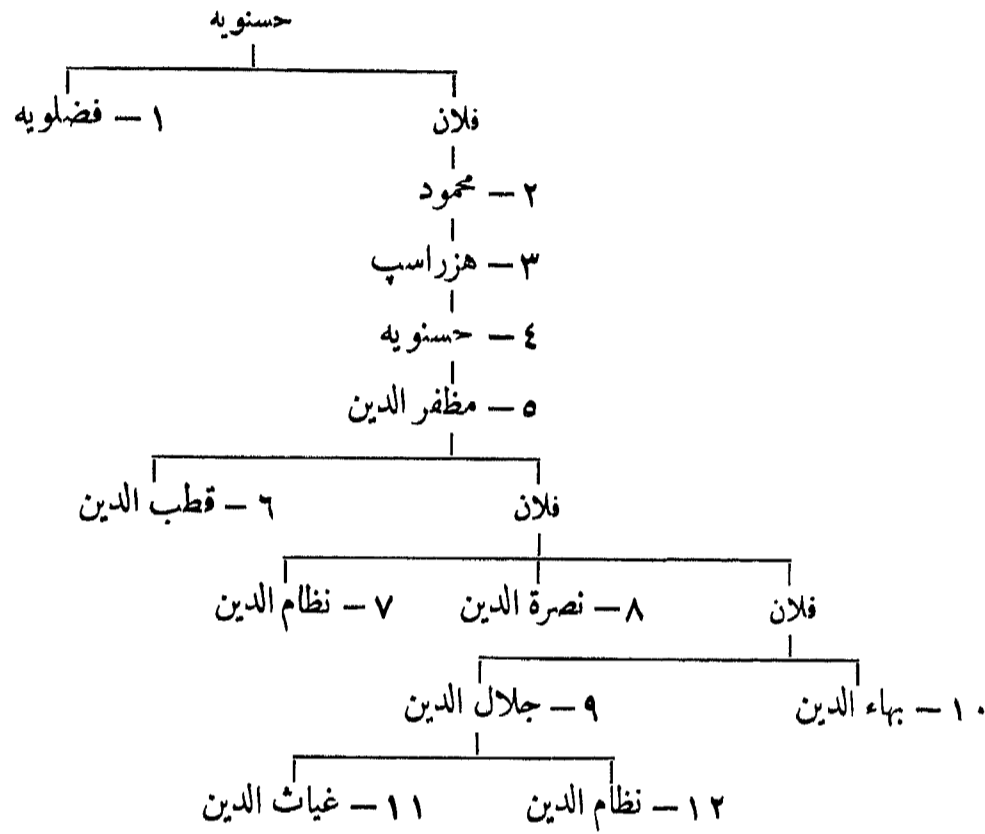 حسنويه
فلان ١ – فضلويه
٢ – محمود
٣ – هزراسپ
٤ – حسنويه
٥ – مظفر الدين
فلان ٦ – قطب الدين
فلان ٨ – نصرة الدين ٧ – نظام الدين
١٠ – بهاء الدين ٩ – جلال الدين
١٢ – نظام الدين ١١ – غياث الدين